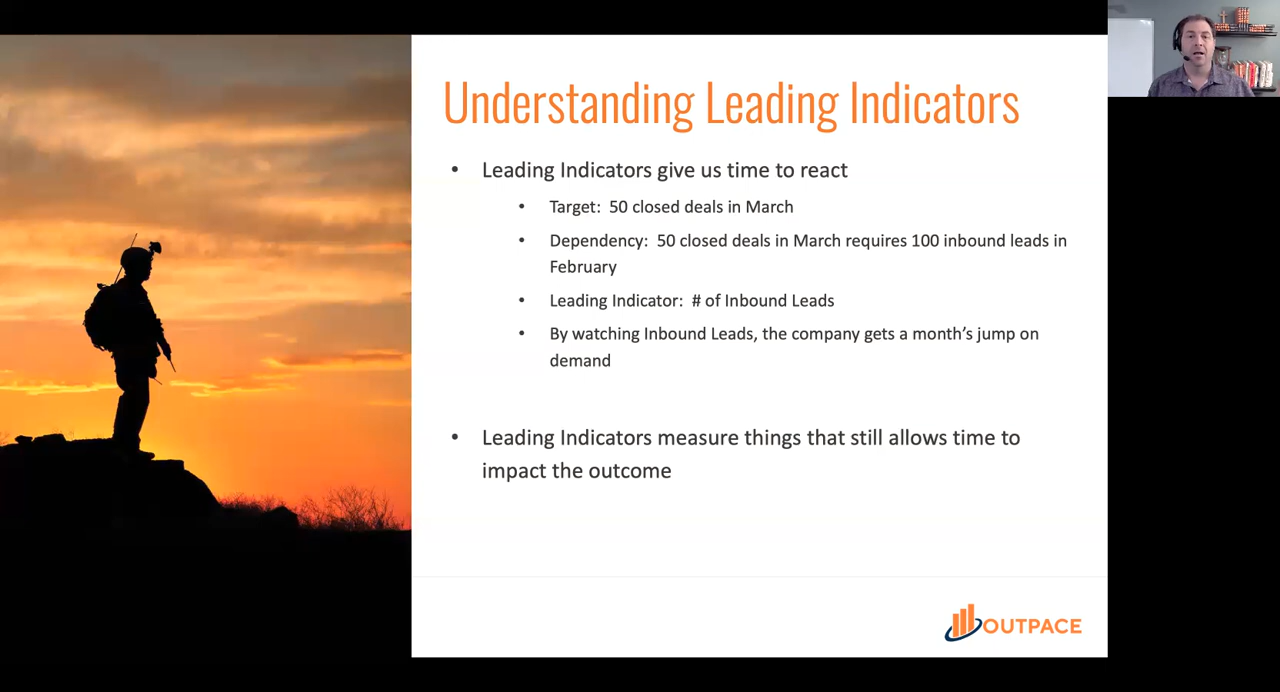 Understanding Leading Indicators
• Leading Indicators give us time to react
• Target: 50 closed deals in March
• Dependency: 50 closed deals in March requires 100 inbound leads in
February
• Leading Indicator: # of Inbound Leads
• By watching Inbound Leads, the company gets a month’s jump on
demand
• Leading Indicators measure things that still allows time to
impact the outcome
OUTPACE